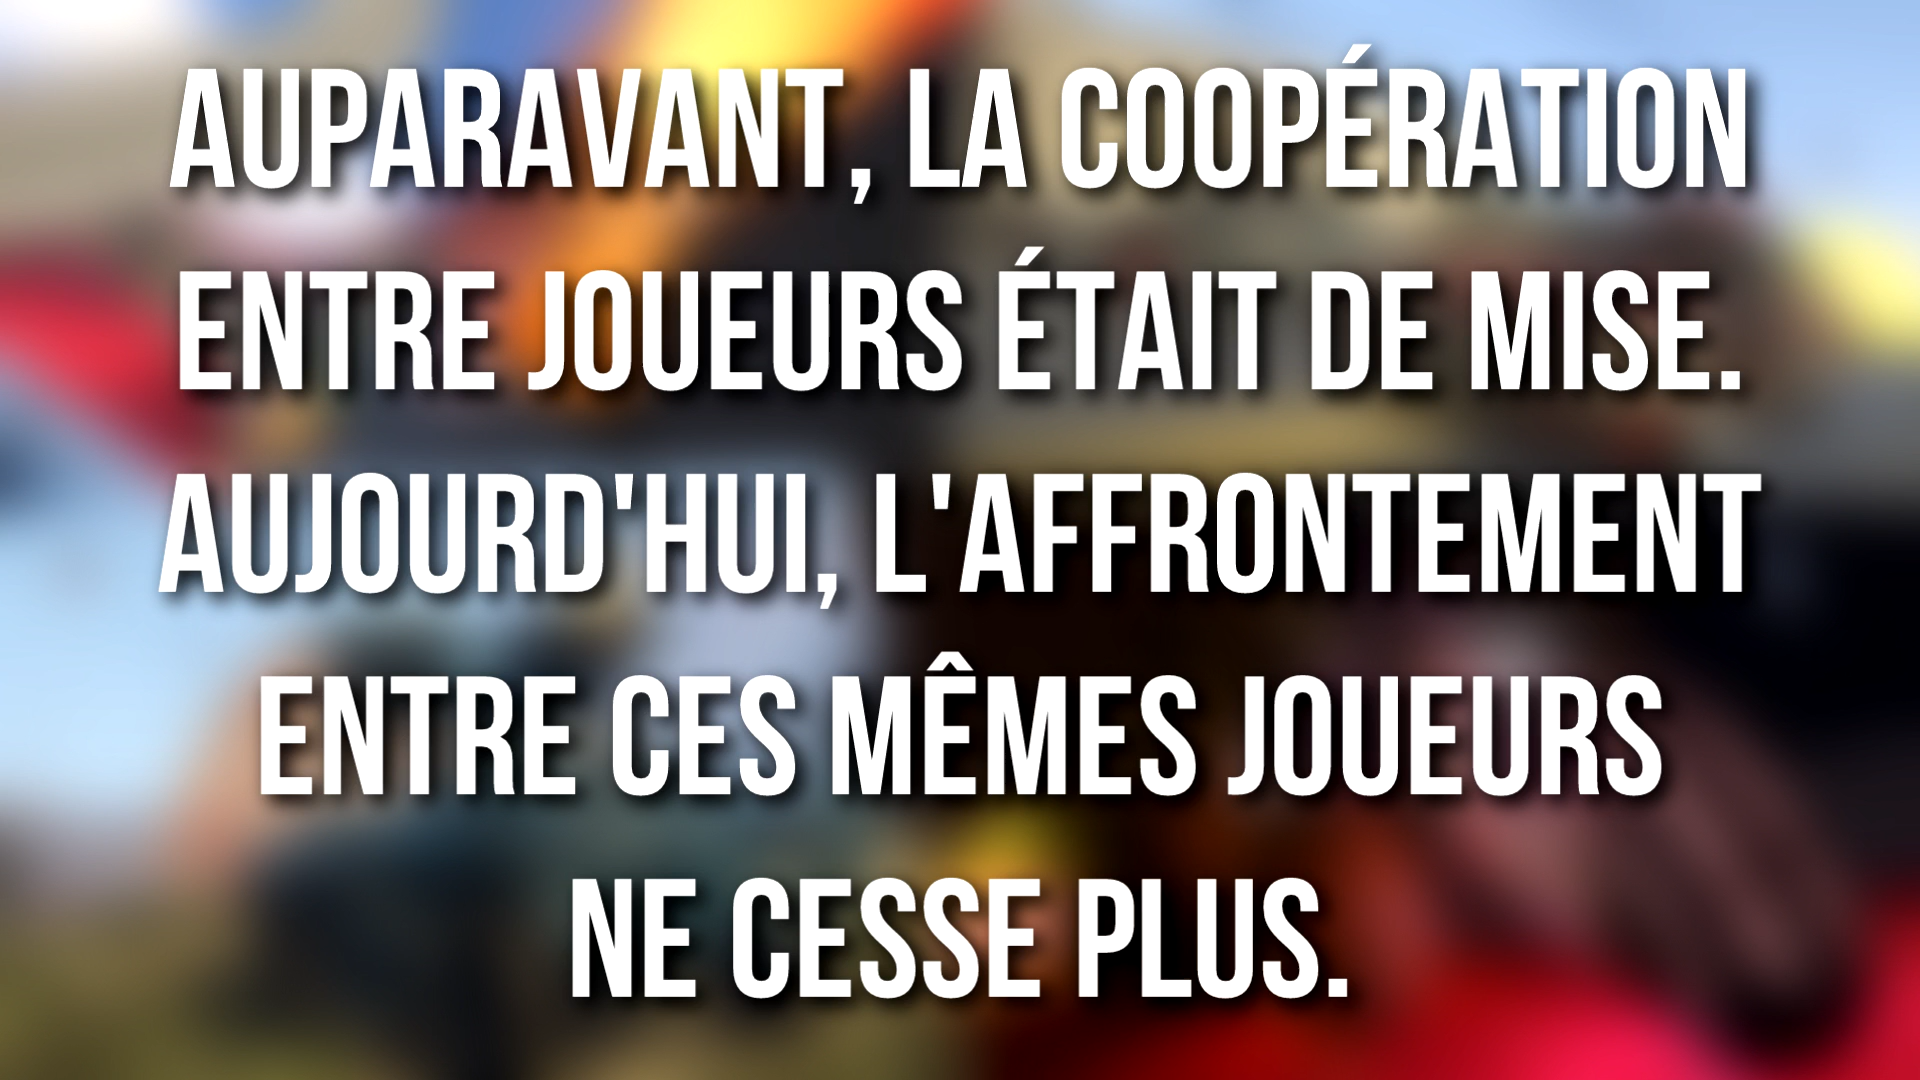 AUPARAVANT, LA COOPÉRATION
ENTRE JOUEURS ÉTAIT DE MISE.
AUJOURD'HUI, L'AFFRONTEMENT
ENTRE CES MÊMES JOUEURS
NE CESSE PLUS.